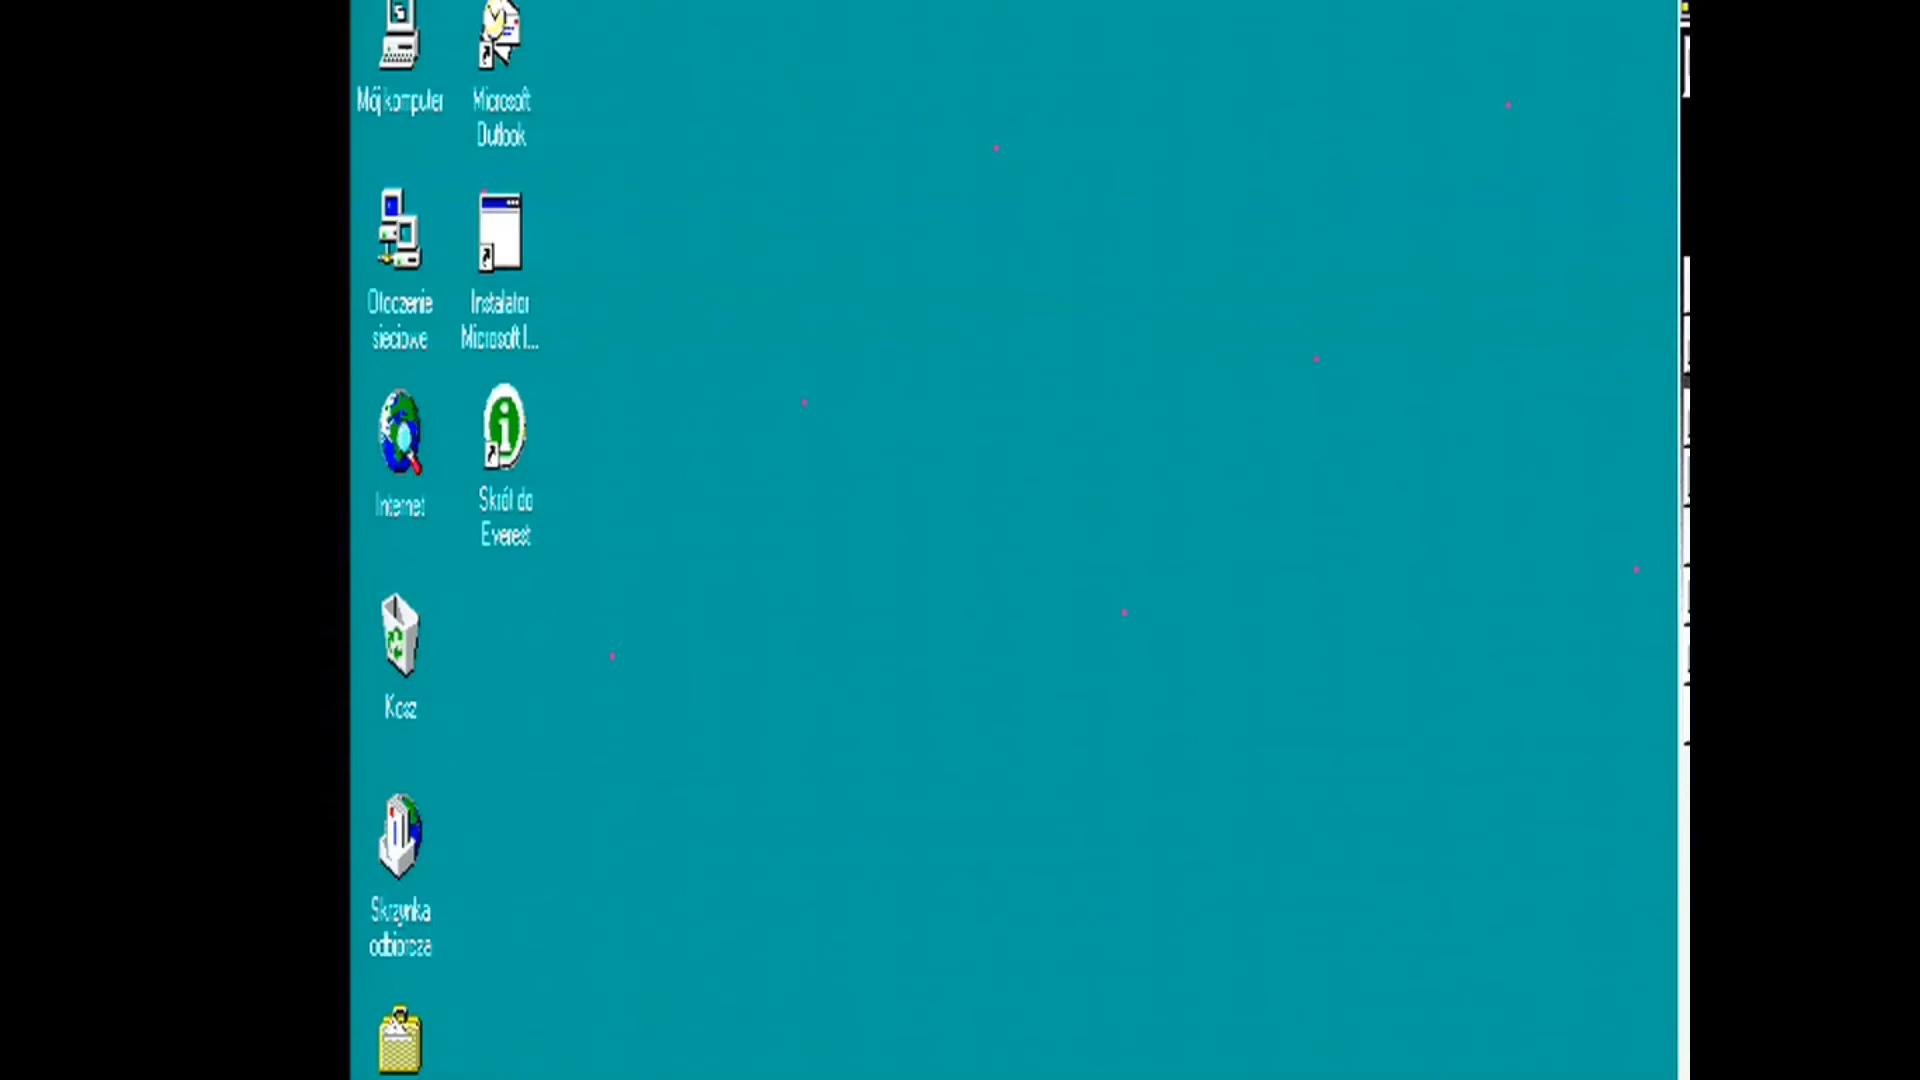 Mój komputer
Microsoft
Outlook
Otoczenie
sieciowe
Instalator
Microsoft I...
Internet
Skrót do
Everest
Kosz
Skrzynka
odbiorcza